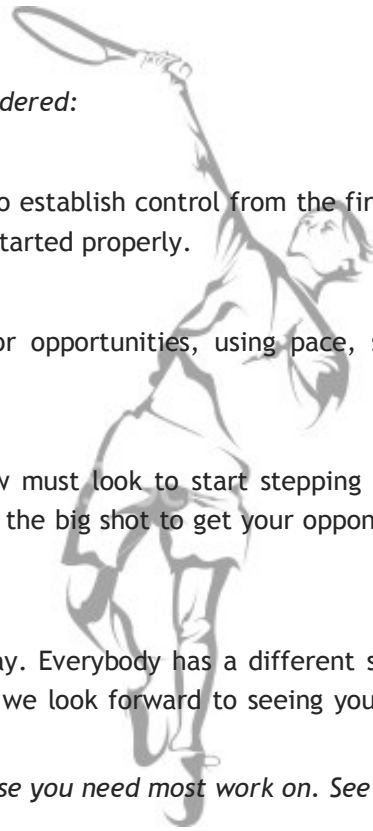 dered:
o establish control from the fir
tarted properly.
or opportunities, using pace, s
w must look to start stepping
the big shot to get your oppon
ay. Everybody has a different s
we look forward to seeing you
se you need most work on. See